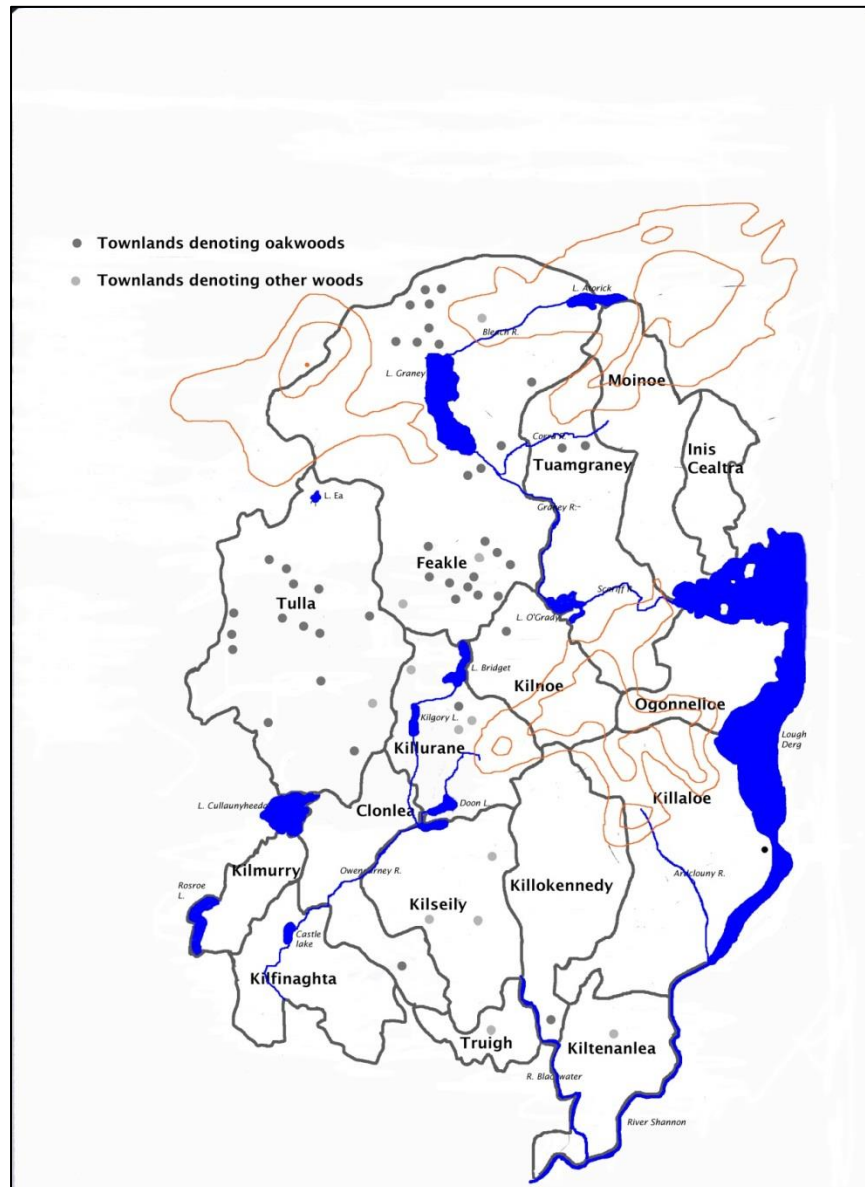 Townlands denoting oakwoods
Townlands denoting other woods
L. Atorick
Bleach R.
L. Graney
Moinoe
Corra R.
Inis
Cealtra
Tuamgraney
L. Ea
Graney R.
Feakle
Scariff R.
Tulla
L. O'Grady
L. Bridget
Kilnoe
Ogonnelloe
Kilgory L.
Lough
Derg
Killurane
Killaloe
L. Cullaunyheeda
Clonlea
Doon L.
Kilmurry
Owengarney R.
Killokennedy
Ardclouny R.
Rosroe
L.
Kilseily
Castle
lake
Kilfinaghta
Truigh
Kiltenanlea
R. Blackwater
River Shannon